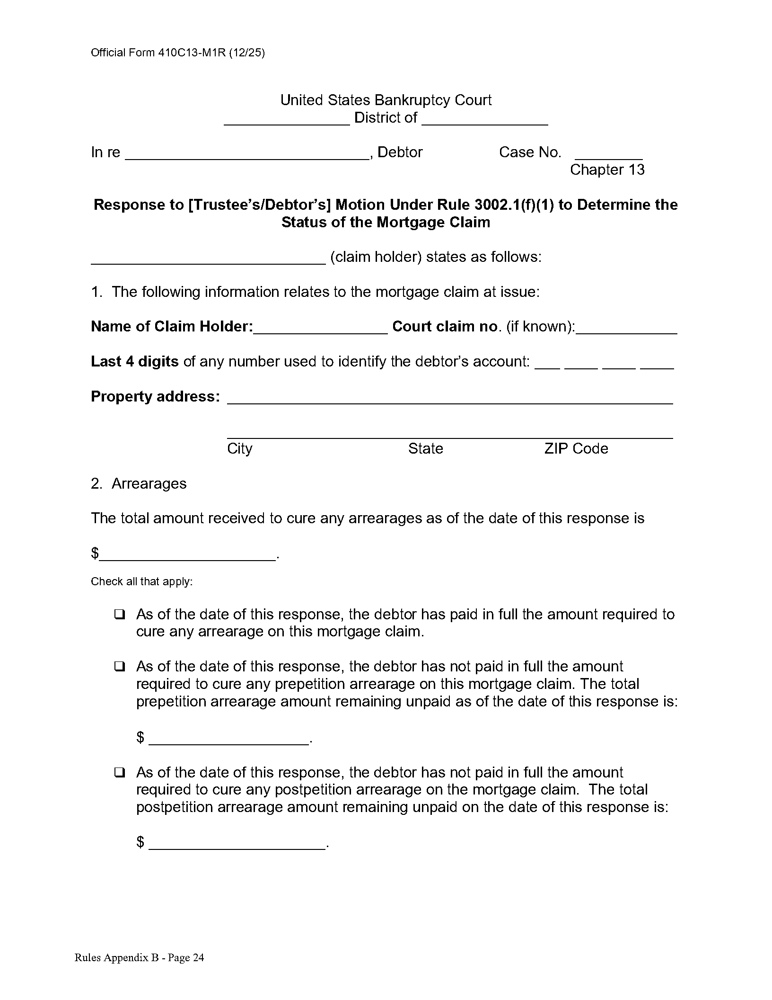 Official Form 410C13-M1R (12/25)
United States Bankruptcy Court
_______________ District of _______________
In re _____________________________, Debtor Case No. ________
Chapter 13
Response to [Trustee’s/Debtor’s] Motion Under Rule 3002.1(f)(1) to Determine the
Status of the Mortgage Claim
____________________________ (claim holder) states as follows:
1. The following information relates to the mortgage claim at issue:
Name of Claim Holder:________________ Court claim no. (if known):____________
Last 4 digits of any number used to identify the debtor’s account: ___ ____ ____ ____
Property address: _____________________________________________________
_____________________________________________________
City State ZIP Code
2. Arrearages
The total amount received to cure any arrearages as of the date of this response is
$_____________________.
Check all that apply:
❑ As of the date of this response, the debtor has paid in full the amount required to
cure any arrearage on this mortgage claim.
❑ As of the date of this response, the debtor has not paid in full the amount
required to cure any prepetition arrearage on this mortgage claim. The total
prepetition arrearage amount remaining unpaid as of the date of this response is:
$ ___________________.
❑ As of the date of this response, the debtor has not paid in full the amount
required to cure any postpetition arrearage on the mortgage claim. The total
postpetition arrearage amount remaining unpaid on the date of this response is:
$ _____________________.
Rules Appendix B - Page 24